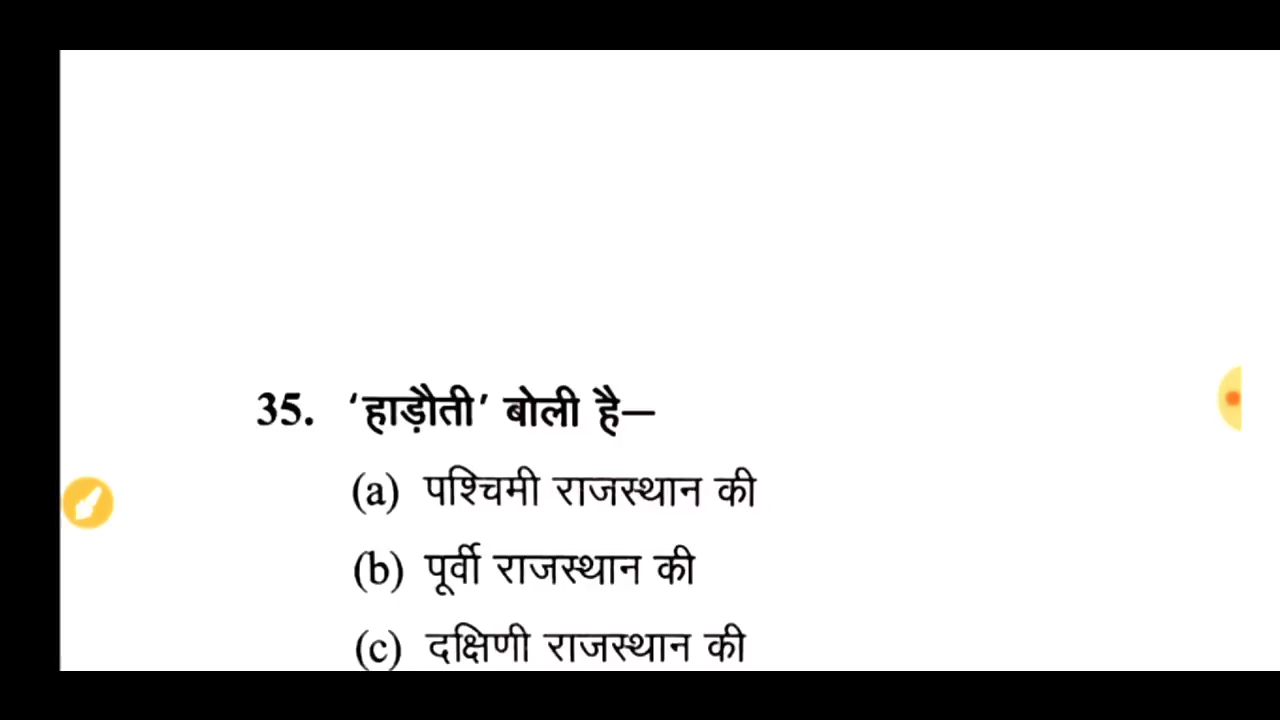 35. 'हाड़ौती' बोली है—
(a) पश्चिमी राजस्थान की
(b) पूर्वी राजस्थान की
(c) दक्षिणी राजस्थान की